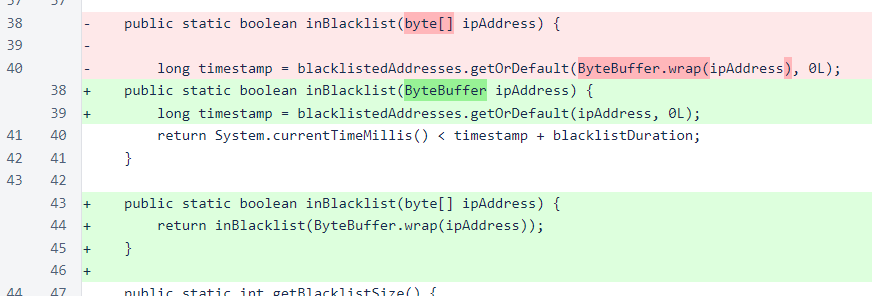 37 37
38 - public static boolean inBlacklist(byte[] ipAddress) {
39 -
40 - long timestamp = blacklistedAddresses.getOrDefault(ByteBuffer.wrap(ipAddress), 0L);
38 + public static boolean inBlacklist(ByteBuffer ipAddress) {
39 + long timestamp = blacklistedAddresses.getOrDefault(ipAddress, 0L);
41 40 return System.currentTimeMillis() < timestamp + blacklistDuration;
42 41 }
43 42
43 + public static boolean inBlacklist(byte[] ipAddress) {
44 + return inBlacklist(ByteBuffer.wrap(ipAddress));
45 + }
46 +
44 47 public static int getBlacklistSize() {